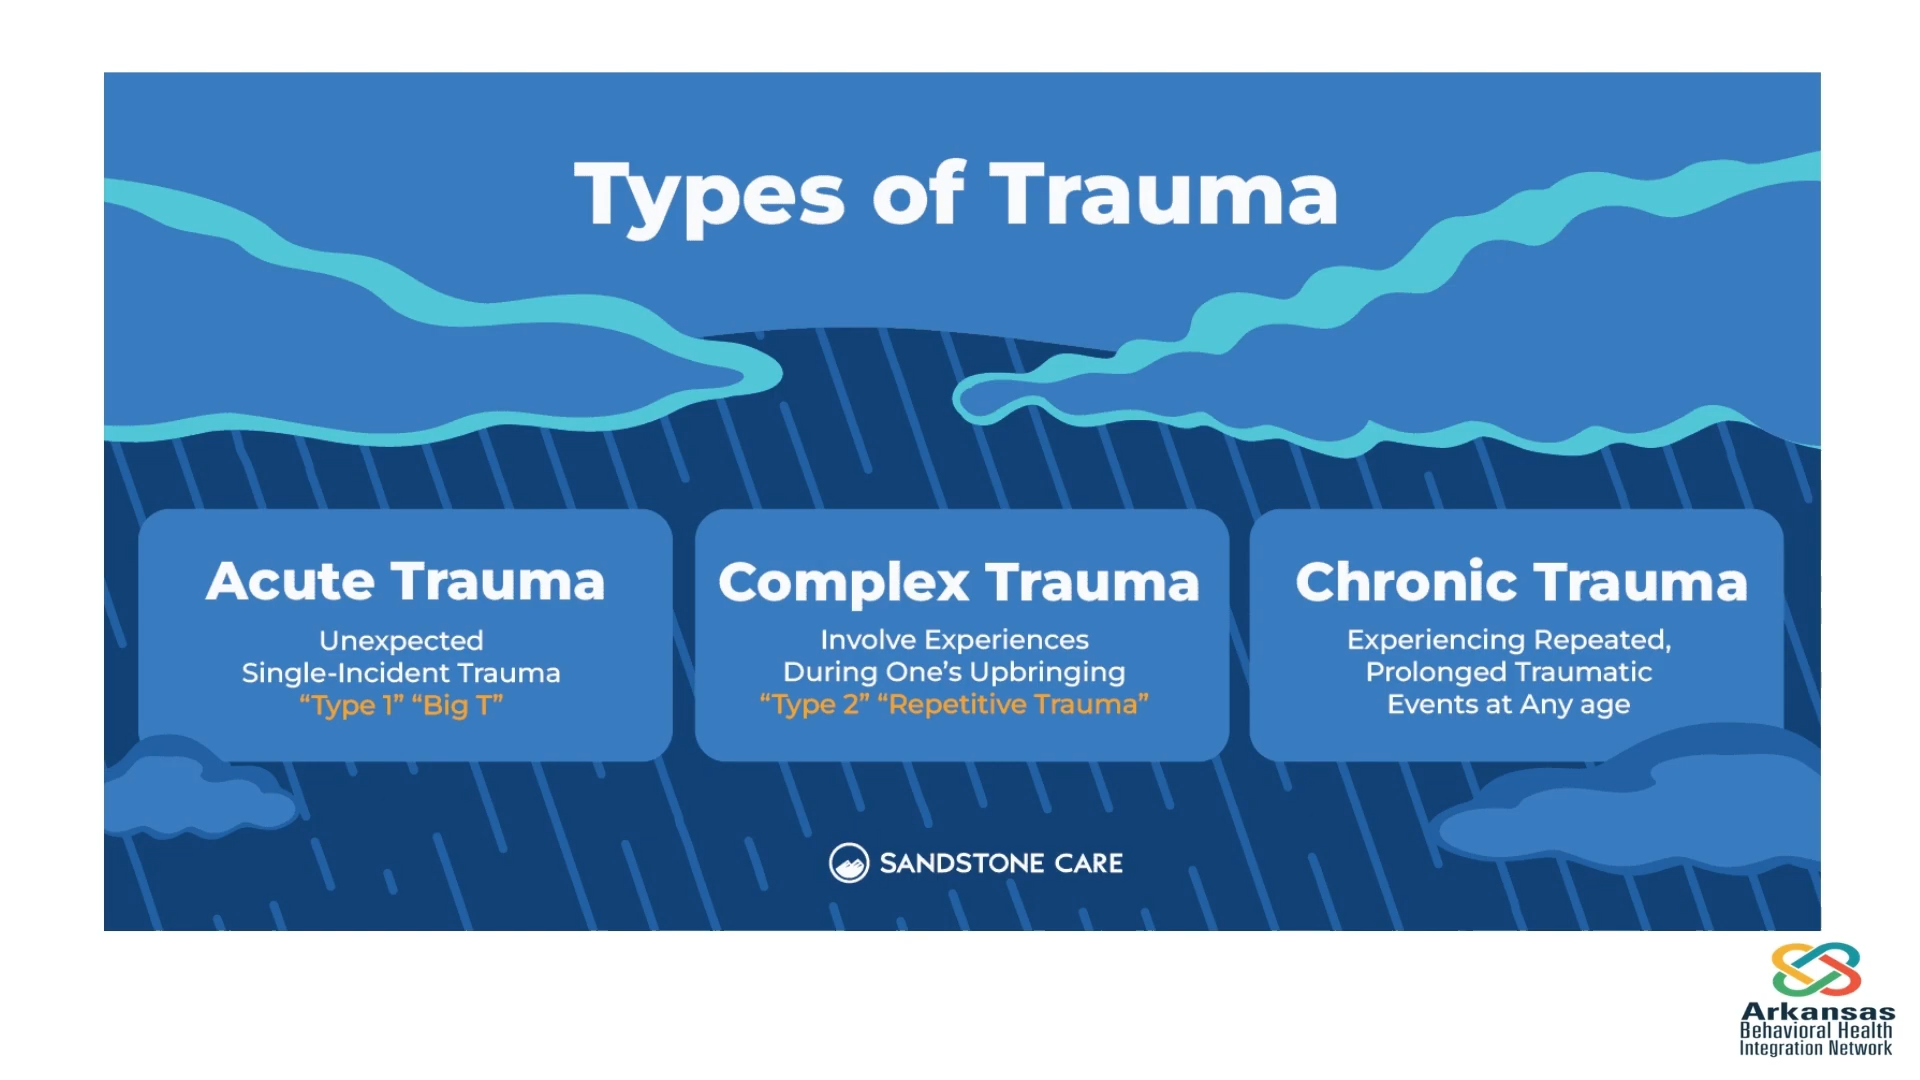 Types of Trauma
Acute Trauma
Unexpected
Single-Incident Trauma
“Type 1” “Big T”
Complex Trauma
Involve Experiences
During One’s Upbringing
“Type 2” “Repetitive Trauma”
Chronic Trauma
Experiencing Repeated,
Prolonged Traumatic
Events at Any age
SANDSTONE CARE
Arkansas
Behavioral Health
Integration Network